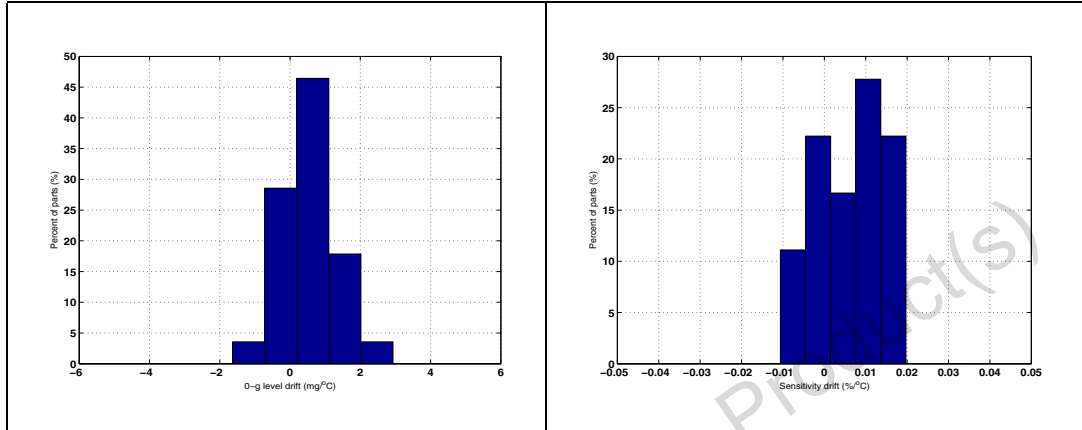 50
45
40
35
30
25
20
15
10
5
0
−6 −4 −2 0 2 4 6
Percent of parts (%)
0−g level drift (mg/°C)
30
25
20
15
10
5
0
−0.05 −0.04 −0.03 −0.02 −0.01 0 0.01 0.02 0.03 0.04 0.05
Percent of parts (%)
Sensitivity drift (%/°C)
Product(s)